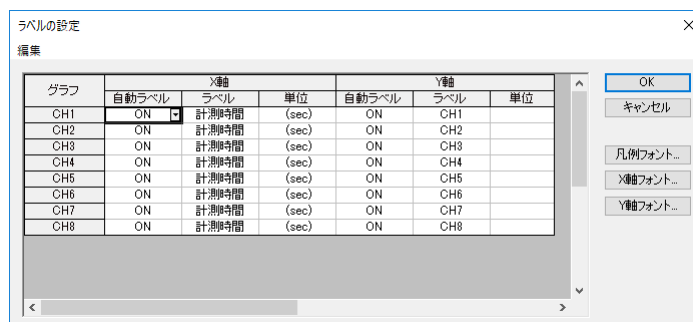 ラベルの設定
編集
グラフ X軸 Y軸
自動ラベル ラベル 単位 自動ラベル ラベル 単位
CH1 ON 計測時間 (sec) ON CH1
CH2 ON 計測時間 (sec) ON CH2
CH3 ON 計測時間 (sec) ON CH3
CH4 ON 計測時間 (sec) ON CH4
CH5 ON 計測時間 (sec) ON CH5
CH6 ON 計測時間 (sec) ON CH6
CH7 ON 計測時間 (sec) ON CH7
CH8 ON 計測時間 (sec) ON CH8
OK
キャンセル
凡例フォント...
X軸フォント...
Y軸フォント...